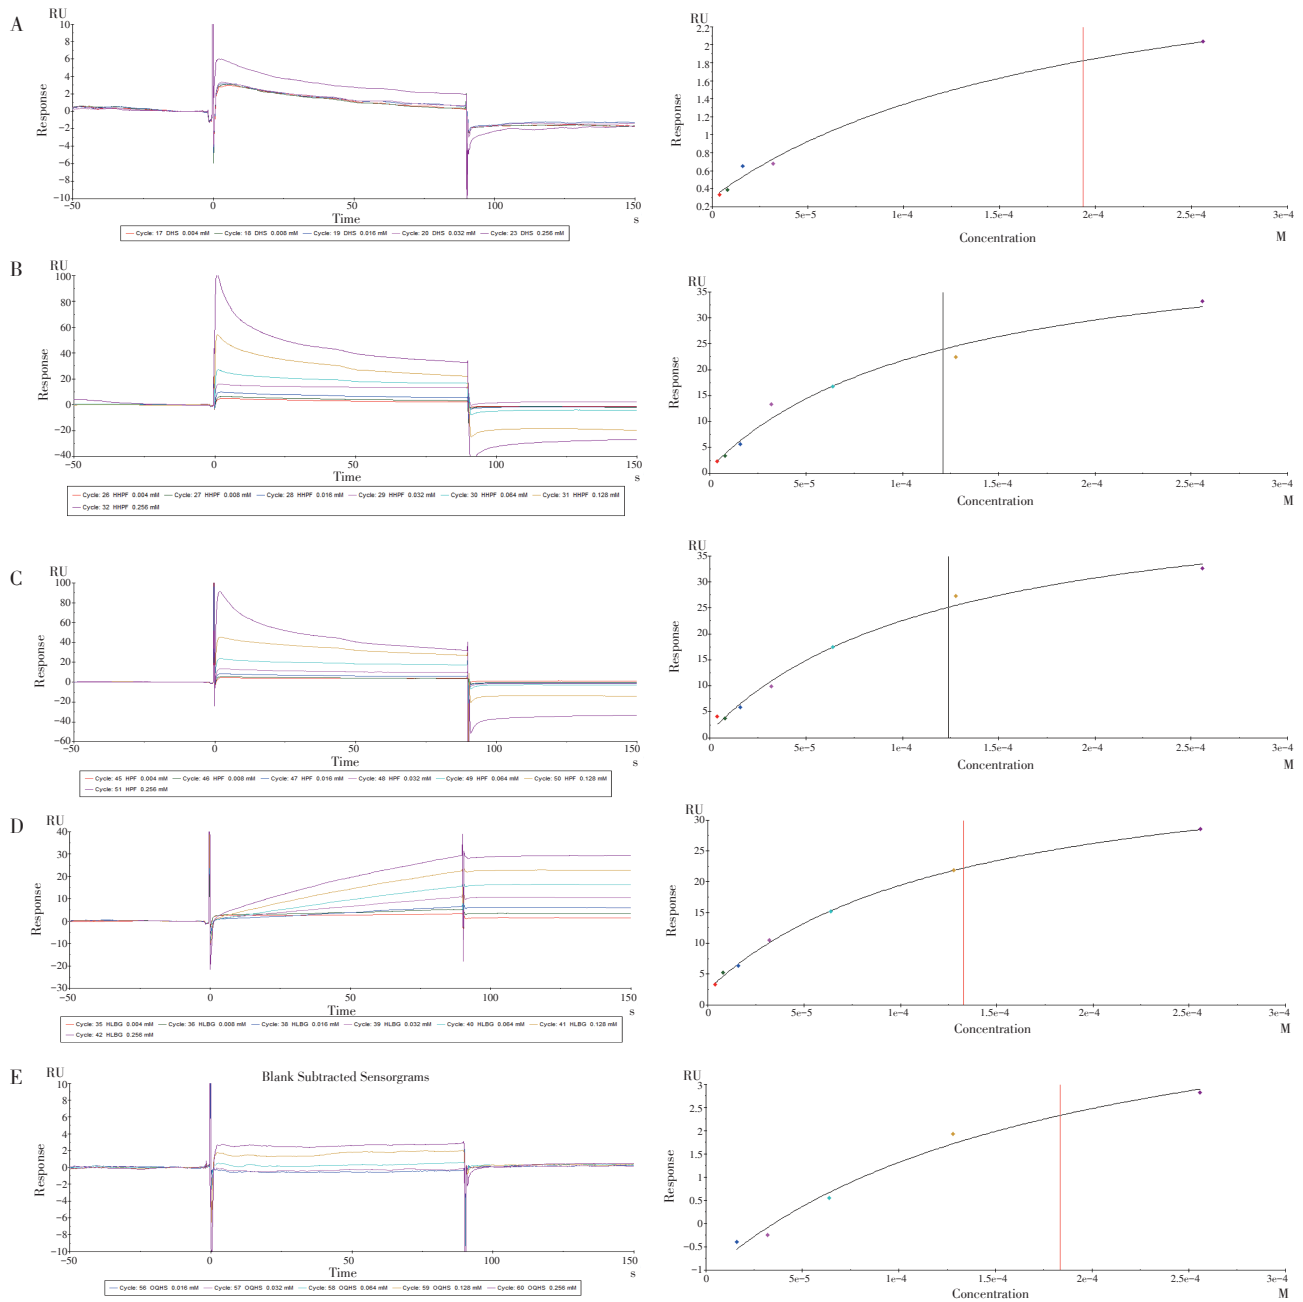 A
RU
10
8
6
4
2
0
−2
−4
−6
−8
−10
Response
−50 0 50 100 150
Time s
Cycle: 17 DHS 0.004 mM Cycle: 18 DHS 0.008 mM Cycle: 19 DHS 0.016 mM Cycle: 20 DHS 0.032 mM Cycle: 23 DHS 0.256 mM
RU
2.2
2
1.8
1.6
1.4
1.2
1
0.8
0.6
0.4
0.2
Response
0 5e−5 1e−4 1.5e−4 2e−4 2.5e−4 3e−4
Concentration M
B
RU
100
80
60
40
20
0
−20
−40
Response
−50 0 50 100 150
Time s
Cycle: 26 HHPF 0.004 mM Cycle: 27 HHPF 0.008 mM Cycle: 28 HHPF 0.016 mM Cycle: 29 HHPF 0.032 mM Cycle: 30 HHPF 0.064 mM Cycle: 31 HHPF 0.128 mM
Cycle: 32 HHPF 0.256 mM
RU
35
30
25
20
15
10
5
0
Response
0 5e−5 1e−4 1.5e−4 2e−4 2.5e−4 3e−4
Concentration M
C
RU
100
80
60
40
20
0
−20
−40
−60
Response
−50 0 50 100 150
Time s
Cycle: 45 HPF 0.004 mM Cycle: 46 HPF 0.008 mM Cycle: 47 HPF 0.016 mM Cycle: 48 HPF 0.032 mM Cycle: 49 HPF 0.064 mM Cycle: 50 HPF 0.128 mM
Cycle: 51 HPF 0.256 mM
RU
35
30
25
20
15
10
5
0
Response
0 5e−5 1e−4 1.5e−4 2e−4 2.5e−4 3e−4
Concentration M
D
RU
40
30
20
10
0
−10
−20
−30
Response
−50 0 50 100 150
Time s
Cycle: 35 HLBG 0.004 mM Cycle: 36 HLBG 0.008 mM Cycle: 38 HLBG 0.016 mM Cycle: 39 HLBG 0.032 mM Cycle: 40 HLBG 0.064 mM Cycle: 41 HLBG 0.128 mM
Cycle: 42 HLBG 0.256 mM
RU
30
25
20
15
10
5
0
Response
0 5e−5 1e−4 1.5e−4 2e−4 2.5e−4 3e−4
Concentration M
E
RU
Blank Subtracted Sensorgrams
10
8
6
4
2
0
−2
−4
−6
−8
−10
Response
−50 0 50 100 150
Time s
Cycle: 56 OQHS 0.016 mM Cycle: 57 OQHS 0.032 mM Cycle: 58 OQHS 0.064 mM Cycle: 59 OQHS 0.128 mM Cycle: 60 OQHS 0.256 mM
RU
3
2.5
2
1.5
1
0.5
0
−0.5
−1
Response
0 5e−5 1e−4 1.5e−4 2e−4 2.5e−4 3e−4
Concentration M